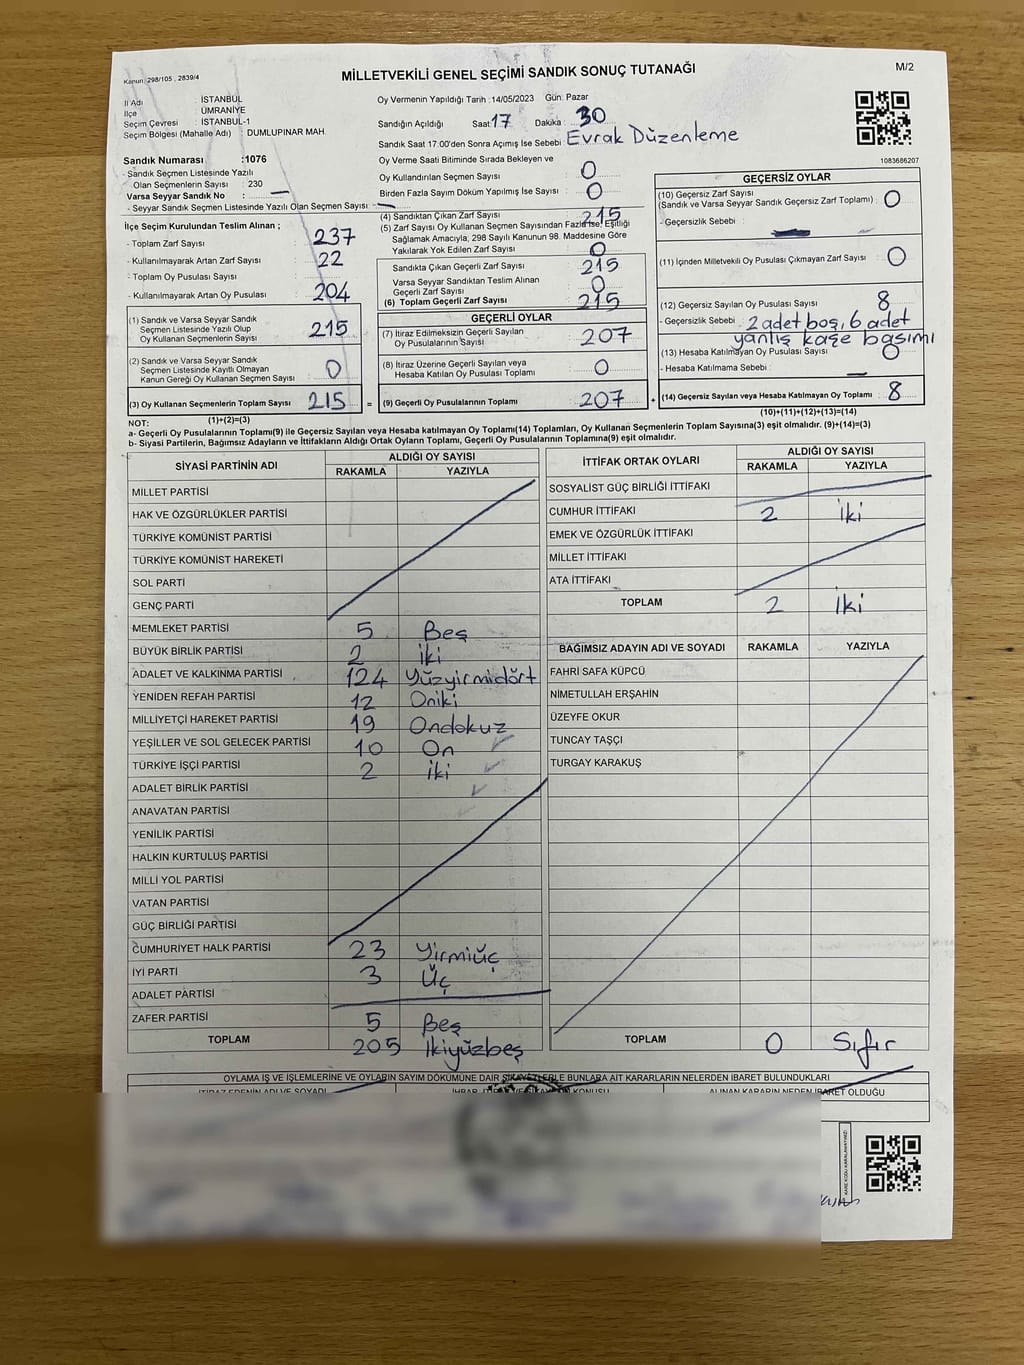 Kanun: 298/105 , 2839/4
MİLLETVEKİLİ GENEL SEÇİMİ SANDIK SONUÇ TUTANAĞI
M/2
İl Adı : İSTANBUL
İlçe : ÜMRANİYE
Seçim Çevresi : İSTANBUL-1
Seçim Bölgesi (Mahalle Adı) : DUMLUPINAR MAH.
Oy Vermenin Yapıldığı Tarih :14/05/2023 Gün: Pazar
Sandığın Açıldığı Saat: 17 Dakika : 30
Sandık Saat 17.00'den Sonra Açımış İse Sebebi : Evrak Düzenleme
1083686207
Sandık Numarası :1076
- Sandık Seçmen Listesinde Yazılı
Olan Seçmenlerin Sayısı : 230
Varsa Seyyar Sandık No : —
- Seyyar Sandık Seçmen Listesinde Yazılı Olan Seçmen Sayısı : —
Oy Verme Saati Bitiminde Sırada Bekleyen ve
Oy Kullandırılan Seçmen Sayısı : 0
Birden Fazla Sayım Döküm Yapılmış İse Sayısı : 0
İlçe Seçim Kurulundan Teslim Alınan ;
- Toplam Zarf Sayısı : 237
- Kullanılmayarak Artan Zarf Sayısı : 22
- Toplam Oy Pusulası Sayısı :
- Kullanılmayarak Artan Oy Pusulası : 204
(1) Sandık ve Varsa Seyyar Sandık
Seçmen Listesinde Yazılı Olup
Oy Kullanan Seçmenlerin Sayısı : 215
(2) Sandık ve Varsa Seyyar Sandık
Seçmen Listesinde Kayıtlı Olmayan
Kanun Gereği Oy Kullanan Seçmen Sayısı : 0
(3) Oy Kullanan Seçmenlerin Toplam Sayısı : 215 =
(1)+(2)=(3)
(4) Sandıktan Çıkan Zarf Sayısı : 215
(5) Zarf Sayısı Oy Kullanan Seçmen Sayısından Fazla İse, Eşitliği
Sağlamak Amacıyla, 298 Sayılı Kanunun 98. Maddesine Göre
Yakılarak Yok Edilen Zarf Sayısı : 0
Sandıkta Çıkan Geçerli Zarf Sayısı : 215
Varsa Seyyar Sandıktan Teslim Alınan
Geçerli Zarf Sayısı : 0
(6) Toplam Geçerli Zarf Sayısı : 215
GEÇERLİ OYLAR
(7) İtiraz Edilmeksizin Geçerli Sayılan
Oy Pusulalarının Sayısı : 207
(8) İtiraz Üzerine Geçerli Sayılan veya
Hesaba Katılan Oy Pusulası Toplamı : 0
(9) Geçerli Oy Pusulalarının Toplamı : 207
GEÇERSİZ OYLAR
(10) Geçersiz Zarf Sayısı
(Sandık ve Varsa Seyyar Sandık Geçersiz Zarf Toplamı) : 0
- Geçersizlik Sebebi :
(11) İçinden Milletvekili Oy Pusulası Çıkmayan Zarf Sayısı : 0
(12) Geçersiz Sayılan Oy Pusulası Sayısı : 8
- Geçersizlik Sebebi : 2 adet boş, 6 adet
yanlış kaşe basımı
(13) Hesaba Katılmayan Oy Pusulası Sayısı : 0
- Hesaba Katılmama Sebebi : —
(14) Geçersiz Sayılan veya Hesaba Katılmayan Oy Toplamı : 8
(10)+(11)+(12)+(13)=(14)
NOT:
a- Geçerli Oy Pusulalarının Toplamı(9) ile Geçersiz Sayılan veya Hesaba katılmayan Oy Toplamı(14) Toplamları, Oy Kullanan Seçmenlerin Toplam Sayısına(3) eşit olmalıdır. (9)+(14)=(3)
b- Siyasi Partilerin, Bağımsız Adayların ve İttifakların Aldığı Ortak Oyların Toplamı, Geçerli Oy Pusulalarının Toplamına(9) eşit olmalıdır.
SİYASİ PARTİNİN ADI ALDIĞI OY SAYISI
RAKAMLA YAZIYLA
MİLLET PARTİSİ
HAK VE ÖZGÜRLÜKLER PARTİSİ
TÜRKİYE KOMÜNİST PARTİSİ
TÜRKİYE KOMÜNİST HAREKETİ
SOL PARTİ
GENÇ PARTİ
MEMLEKET PARTİSİ 5 Beş
BÜYÜK BİRLİK PARTİSİ 2 iki
ADALET VE KALKINMA PARTİSİ 124 Yüzyirmidört
YENİDEN REFAH PARTİSİ 12 Oniki
MİLLİYETÇİ HAREKET PARTİSİ 19 Ondokuz
YEŞİLLER VE SOL GELECEK PARTİSİ 10 On
TÜRKİYE İŞÇİ PARTİSİ 2 iki
ADALET BİRLİK PARTİSİ
ANAVATAN PARTİSİ
YENİLİK PARTİSİ
HALKIN KURTULUŞ PARTİSİ
MİLLİ YOL PARTİSİ
VATAN PARTİSİ
GÜÇ BİRLİĞİ PARTİSİ
CUMHURİYET HALK PARTİSİ 23 Yirmiüç
İYİ PARTİ 3 Üç
ADALET PARTİSİ
ZAFER PARTİSİ 5 Beş
TOPLAM 205 İkiyüzbeş
İTTİFAK ORTAK OYLARI ALDIĞI OY SAYISI
RAKAMLA YAZIYLA
SOSYALİST GÜÇ BİRLİĞİ İTTİFAKI
CUMHUR İTTİFAKI 2 İki
EMEK VE ÖZGÜRLÜK İTTİFAKI
MİLLET İTTİFAKI
ATA İTTİFAKI
TOPLAM 2 İki
BAĞIMSIZ ADAYIN ADI VE SOYADI RAKAMLA YAZIYLA
FAHRİ SAFA KÜPCÜ
NİMETULLAH ERŞAHİN
ÜZEYFE OKUR
TUNCAY TAŞÇI
TURGAY KARAKUŞ
TOPLAM 0 Sıfır
OYLAMA İŞ VE İŞLEMLERİNE VE OYLARIN SAYIM DÖKÜMÜNE DAİR ŞİKAYETLERLE BUNLARA AİT KARARLARIN NELERDEN İBARET BULUNDUKLARI
İTİRAZ EDENİN ADI VE SOYADI KONUSU ALINAN KARARIN NEDEN İBARET OLDUĞU